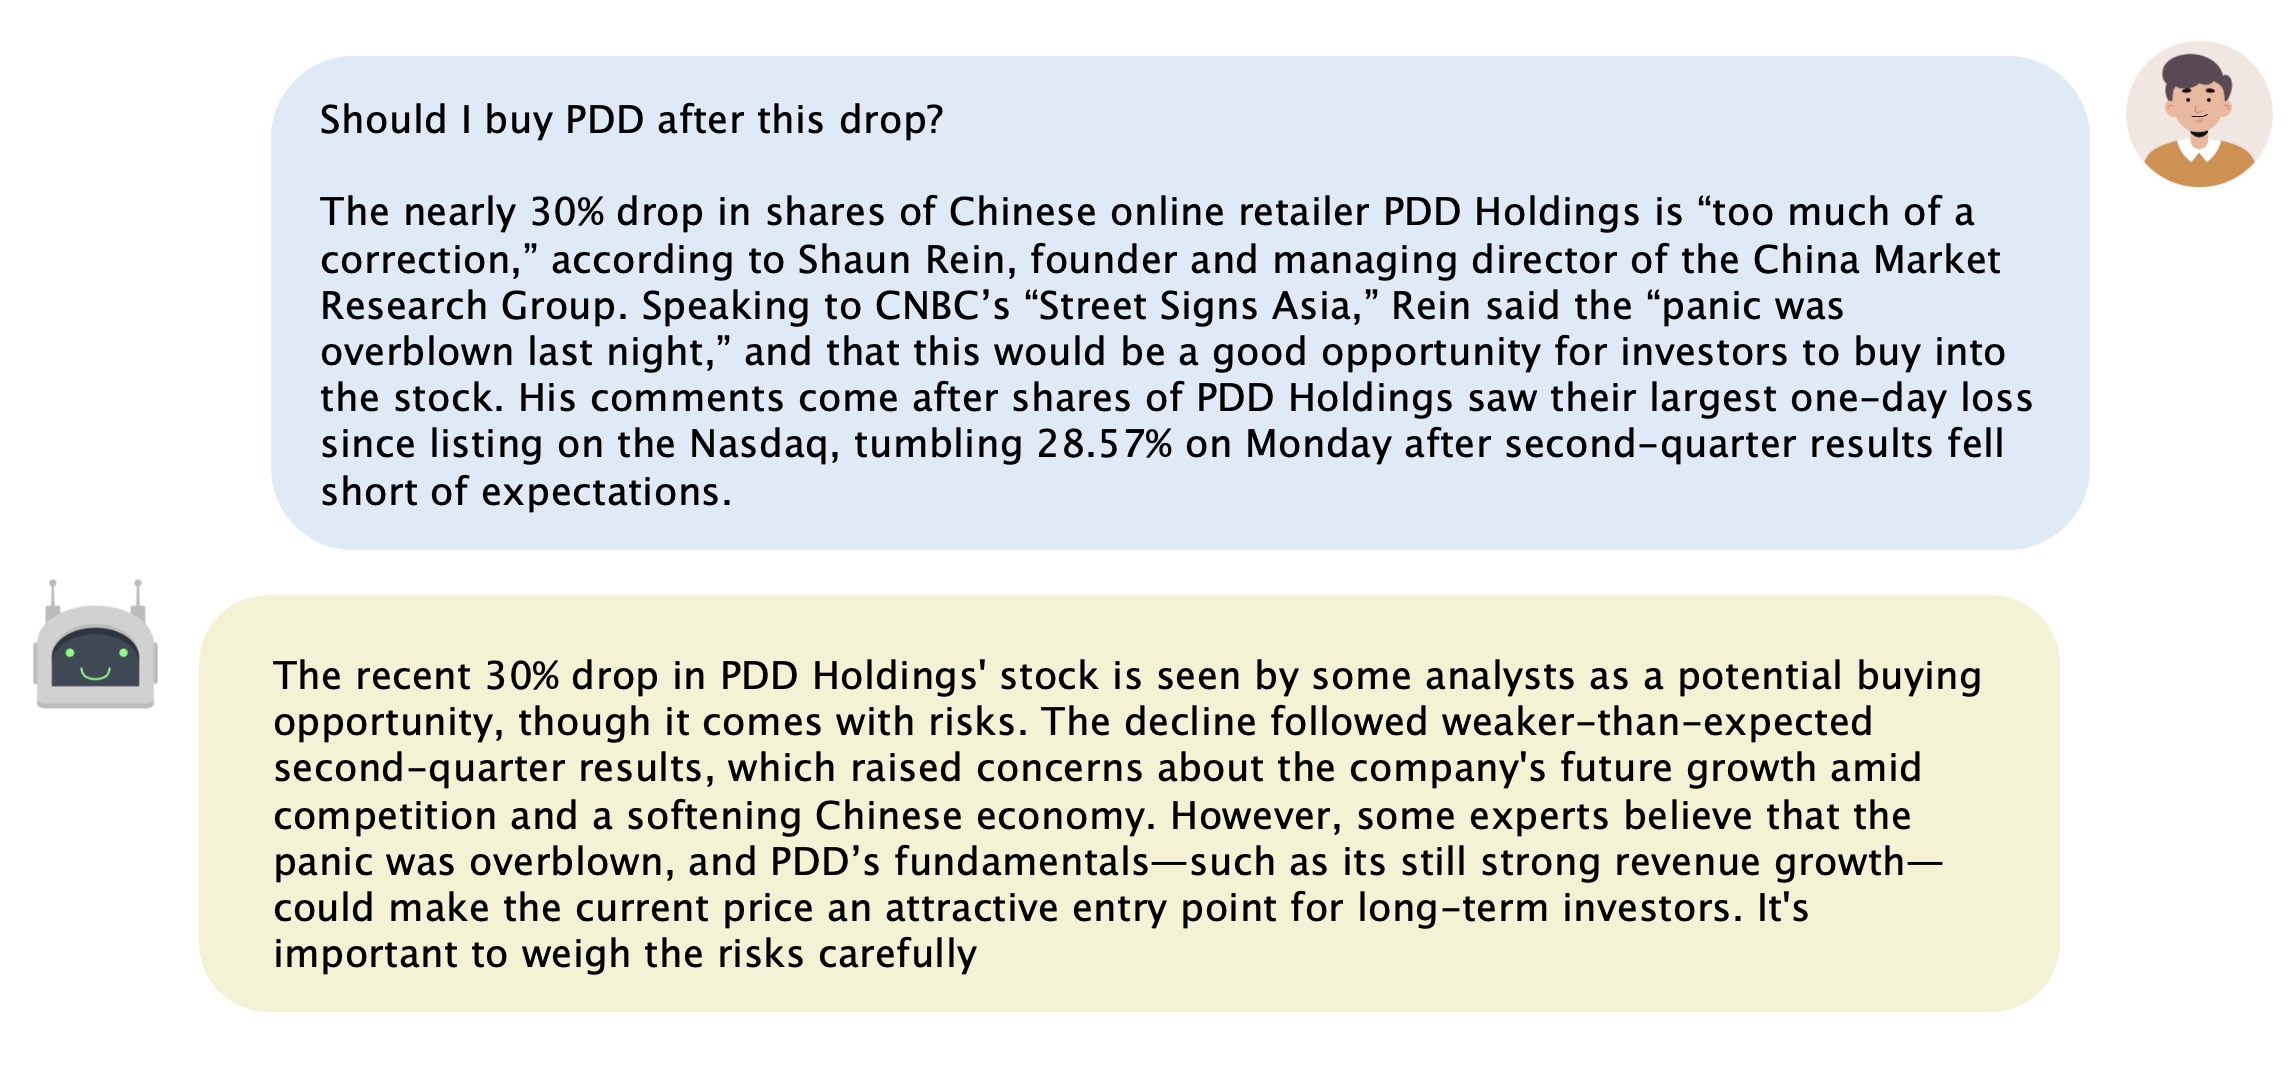 Should I buy PDD after this drop?
The nearly 30% drop in shares of Chinese online retailer PDD Holdings is “too much of a
correction,” according to Shaun Rein, founder and managing director of the China Market
Research Group. Speaking to CNBC’s “Street Signs Asia,” Rein said the “panic was
overblown last night,” and that this would be a good opportunity for investors to buy into
the stock. His comments come after shares of PDD Holdings saw their largest one-day loss
since listing on the Nasdaq, tumbling 28.57% on Monday after second-quarter results fell
short of expectations.
The recent 30% drop in PDD Holdings' stock is seen by some analysts as a potential buying
opportunity, though it comes with risks. The decline followed weaker-than-expected
second-quarter results, which raised concerns about the company's future growth amid
competition and a softening Chinese economy. However, some experts believe that the
panic was overblown, and PDD’s fundamentals—such as its still strong revenue growth—
could make the current price an attractive entry point for long-term investors. It's
important to weigh the risks carefully